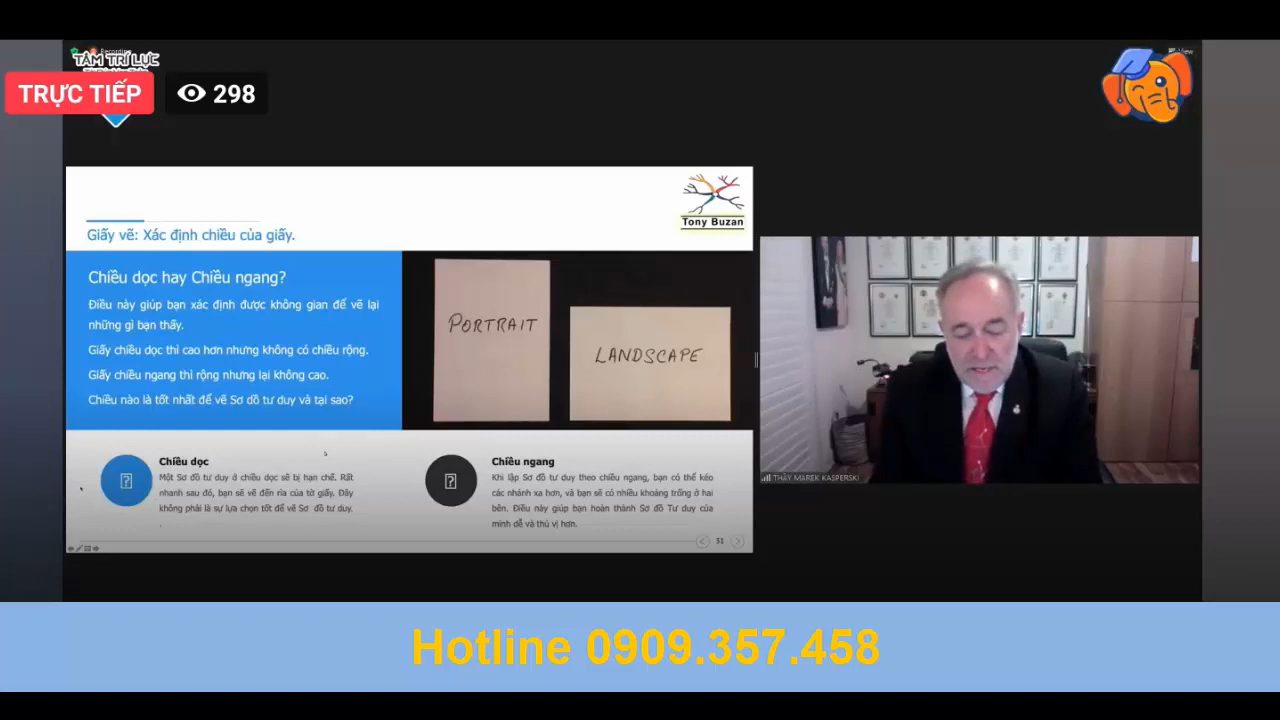 Recording
View
TÂM TRÍ LỰC
TRỰC TIẾP
298
Tony Buzan
Giấy vẽ: Xác định chiều của giấy.
Chiều dọc hay Chiều ngang?
Điều này giúp bạn xác định được không gian để vẽ lại
những gì bạn thấy.
Giấy chiều dọc thì cao hơn nhưng không có chiều rộng.
Giấy chiều ngang thì rộng nhưng lại không cao.
Chiều nào là tốt nhất để vẽ Sơ đồ tư duy và tại sao?
PORTRAIT
LANDSCAPE
Chiều dọc
Một Sơ đồ tư duy ở chiều dọc sẽ bị hạn chế. Rất
nhanh sau đó, bạn sẽ vẽ đến rìa của tờ giấy. Đây
không phải là sự lựa chọn tốt để vẽ Sơ đồ tư duy.
.
Chiều ngang
Khi lập Sơ đồ tư duy theo chiều ngang, bạn có thể kéo
các nhánh xa hơn, và bạn sẽ có nhiều khoảng trống ở hai
bên. Điều này giúp bạn hoàn thành Sơ đồ Tư duy của
mình dễ và thú vị hơn.
31
THẦY MAREK KASPERSKI
Hotline 0909.357.458